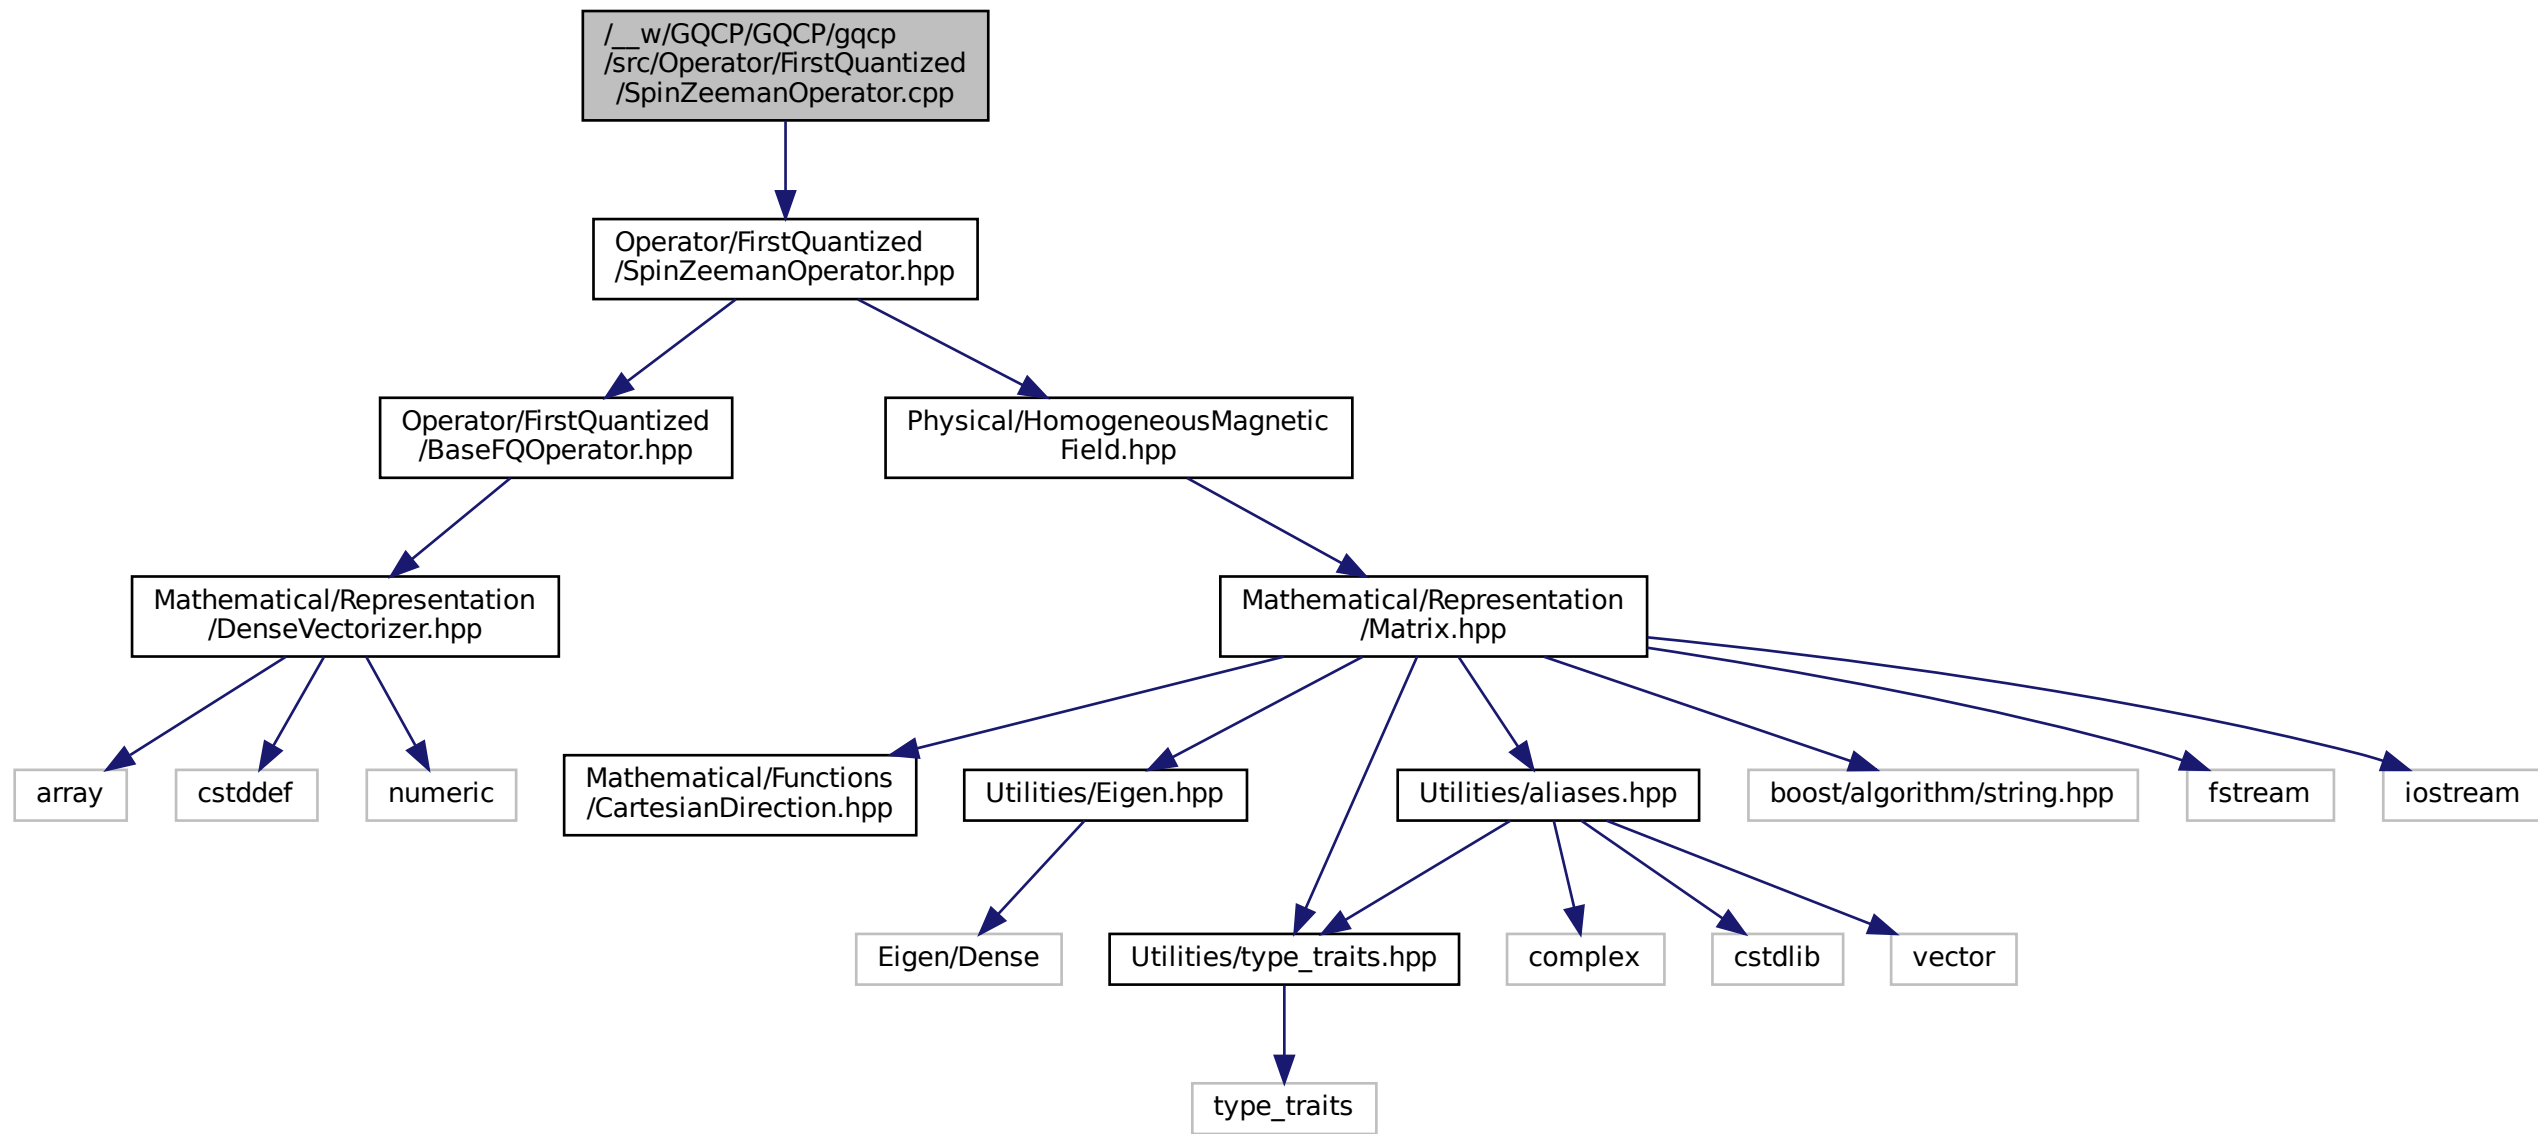 /__w/GQCP/GQCP/gqcp
/src/Operator/FirstQuantized
/SpinZeemanOperator.cpp
Operator/FirstQuantized
/SpinZeemanOperator.hpp
Operator/FirstQuantized
/BaseFQOperator.hpp
Physical/HomogeneousMagnetic
Field.hpp
Mathematical/Representation
/DenseVectorizer.hpp
Mathematical/Representation
/Matrix.hpp
array
cstddef
numeric
Mathematical/Functions
/CartesianDirection.hpp
Utilities/Eigen.hpp
Utilities/aliases.hpp
boost/algorithm/string.hpp
fstream
iostream
Eigen/Dense
Utilities/type_traits.hpp
complex
cstdlib
vector
type_traits